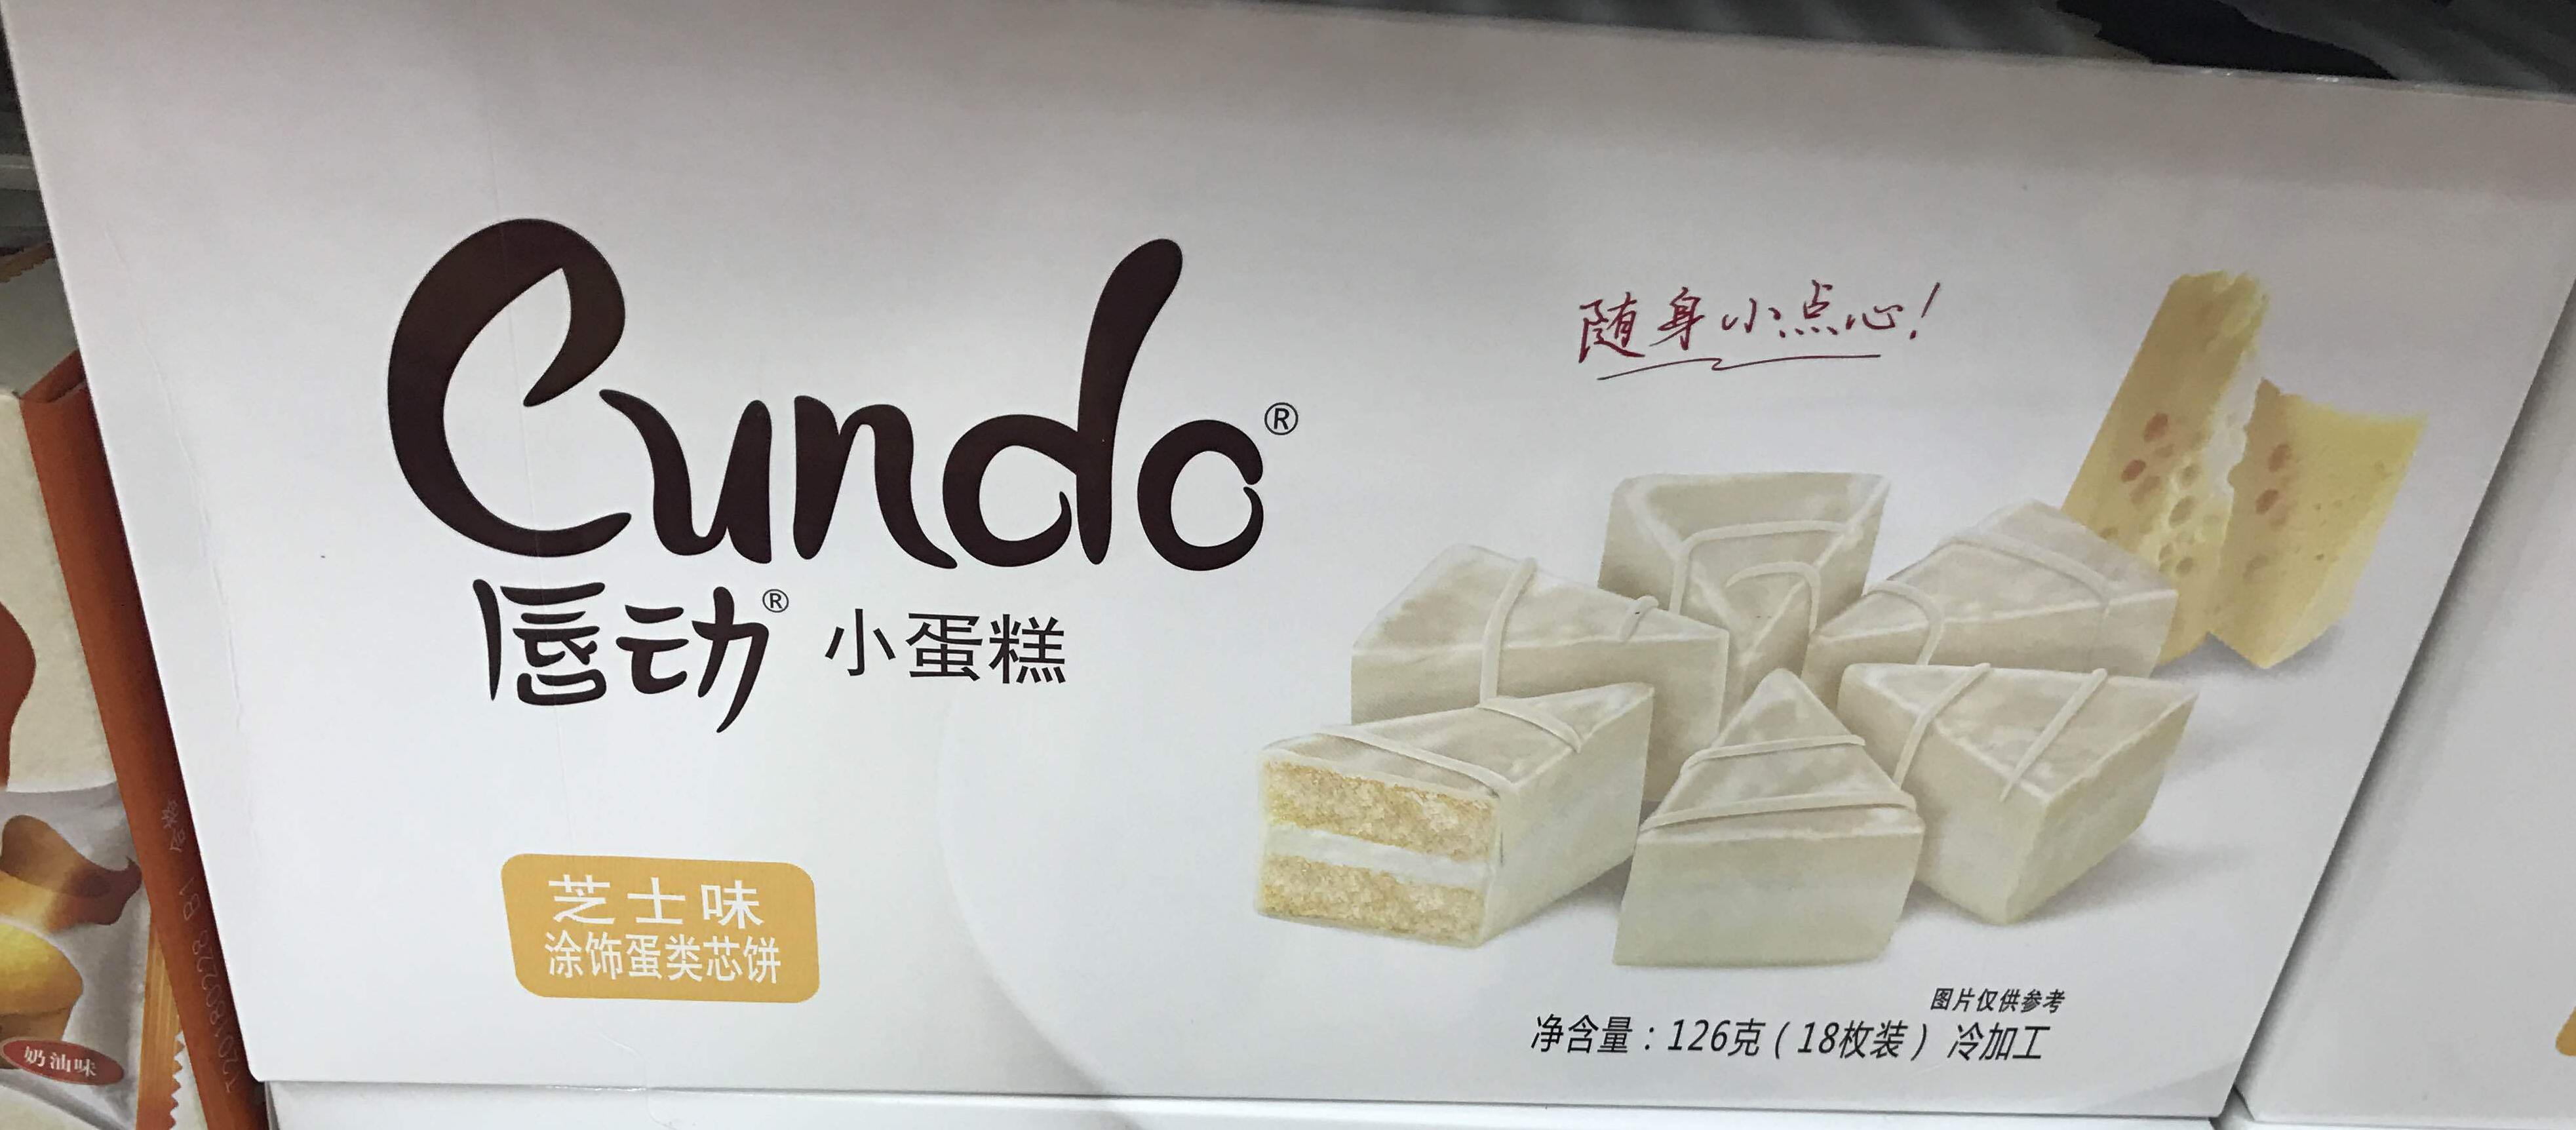 Cundo®
唇动® 小蛋糕
随身小点心!
芝士味
涂饰蛋类芯饼
图片仅供参考
净含量：126克（18枚装） 冷加工
奶油味